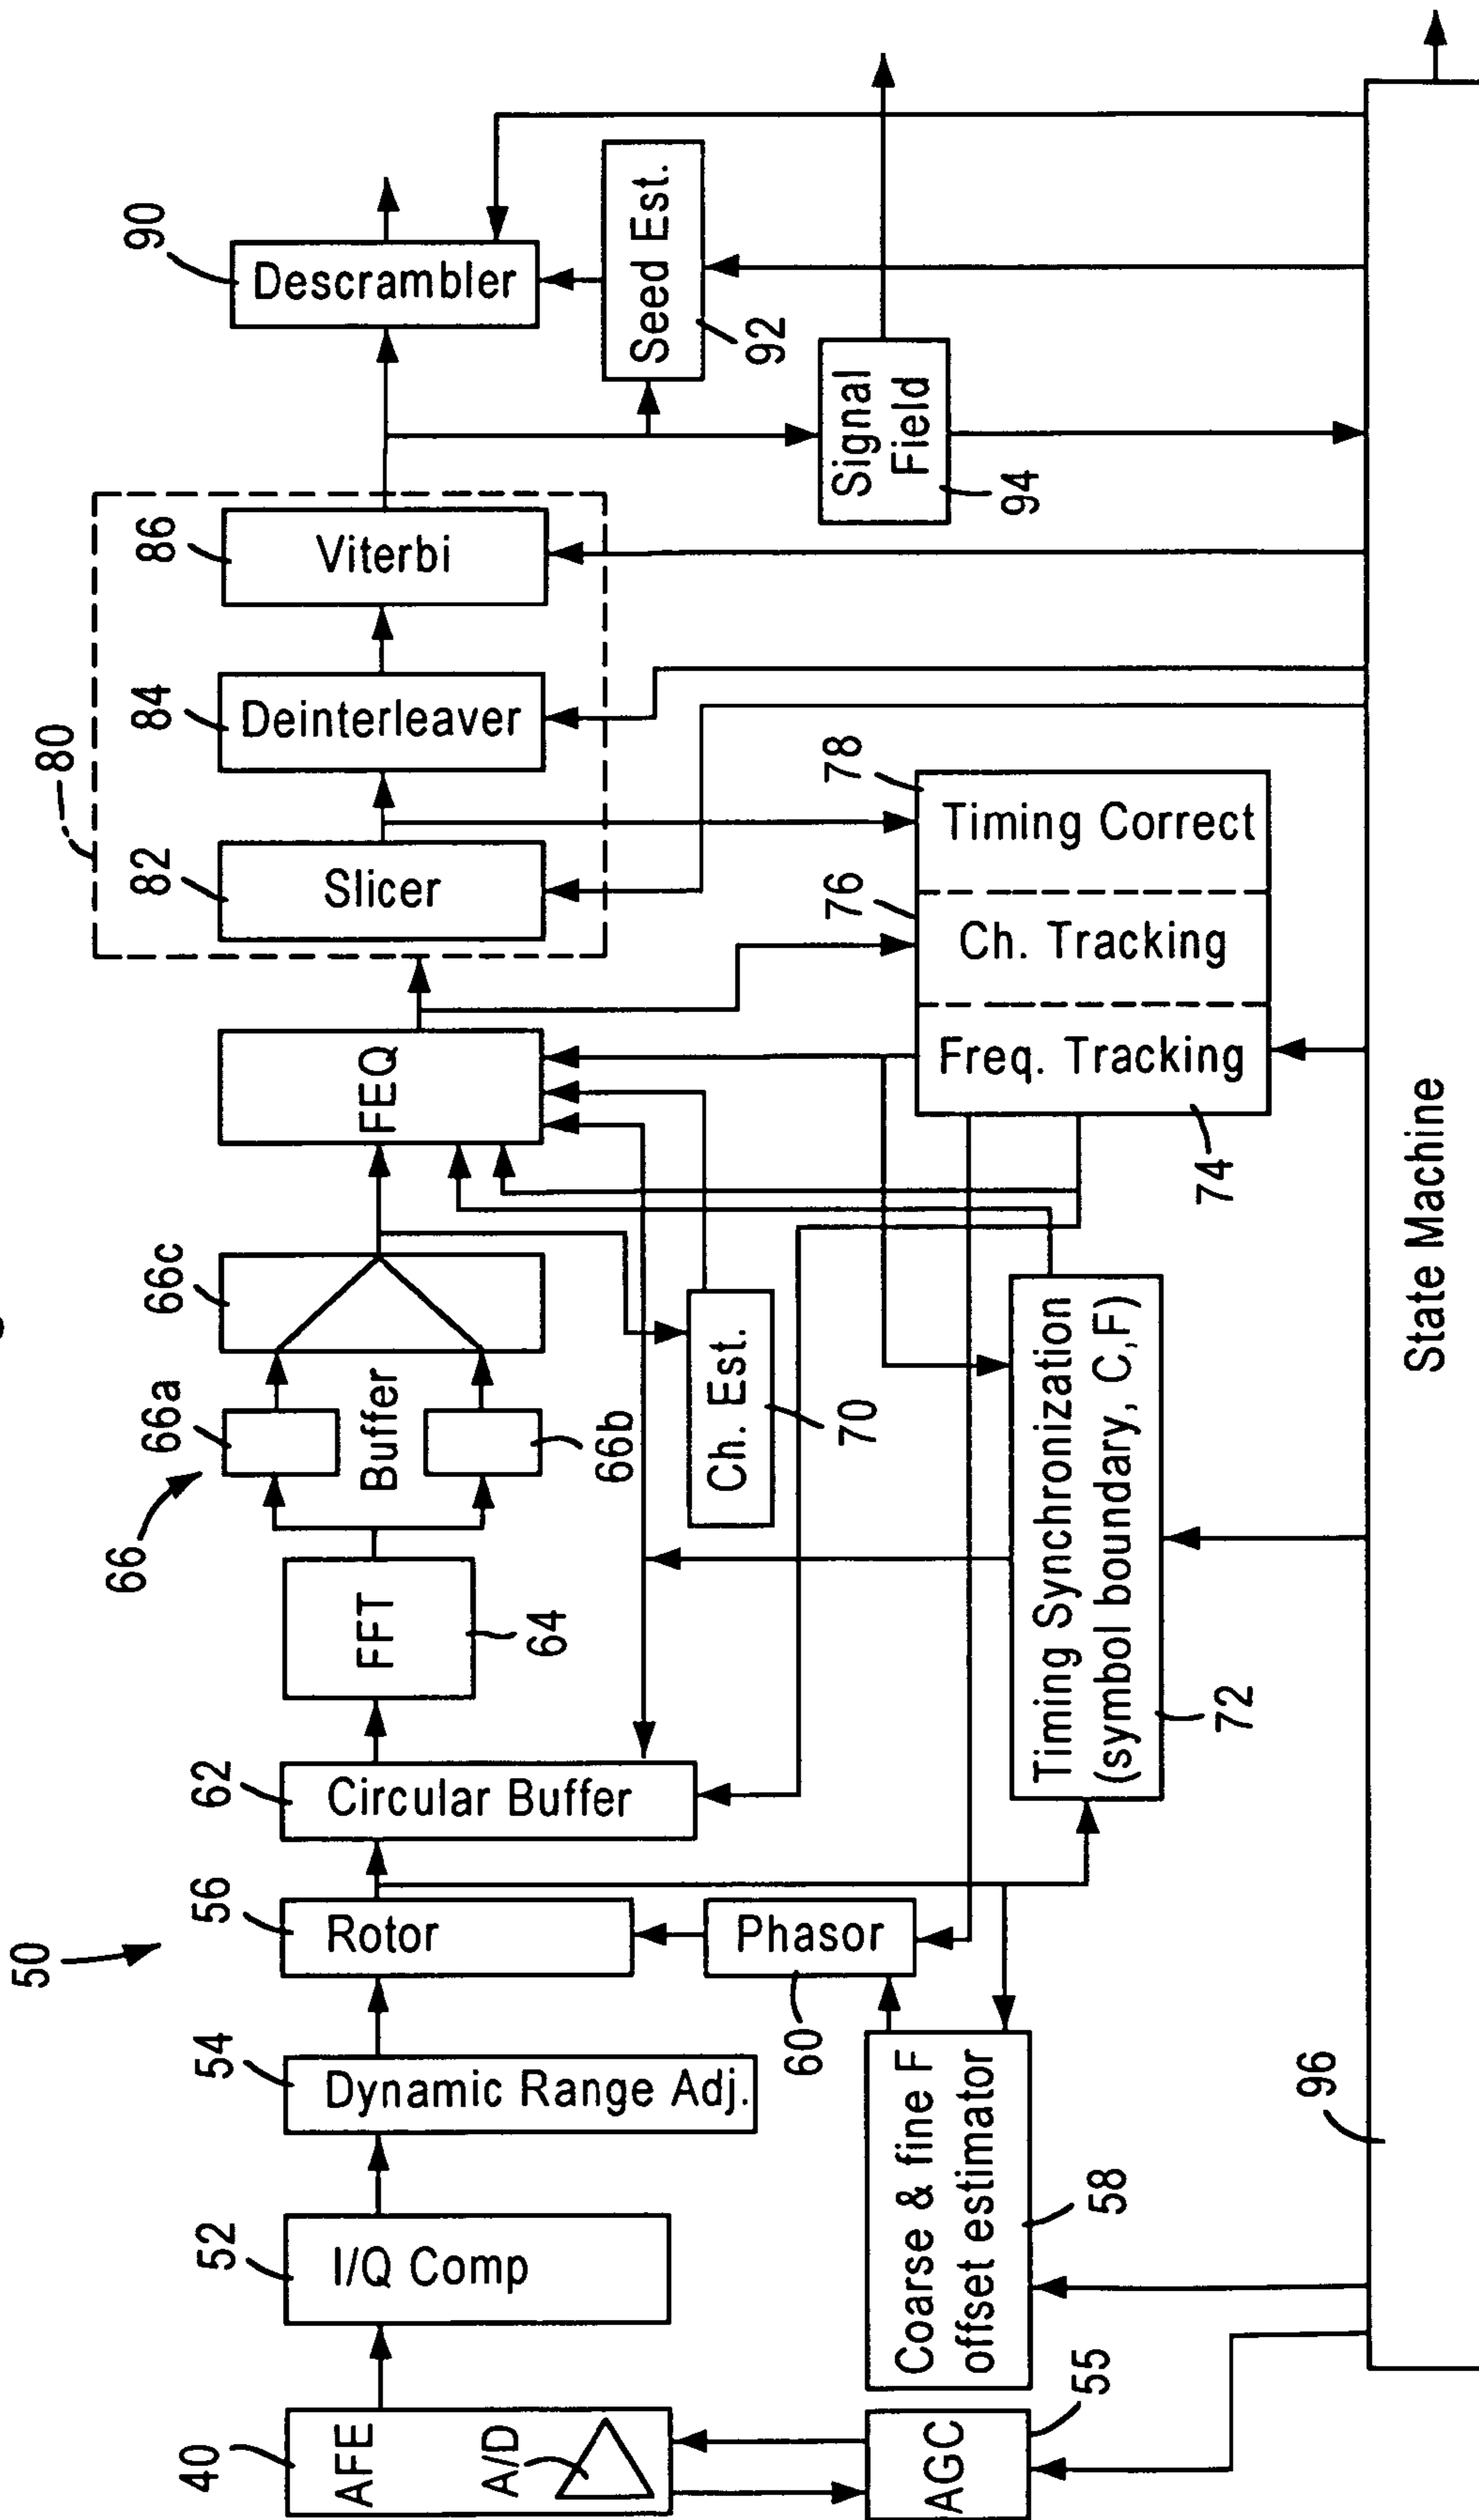 50
40
AFE
A/D
52
I/Q Comp
54
Dynamic Range Adj.
56
Rotor
62
Circular Buffer
FFT
64
66
66a
Buffer
66b
66c
FEQ
80
82
Slicer
84
Deinterleaver
86
Viterbi
90
Descrambler
Seed Est.
92
Signal
Field
94
Phasor
60
Ch. Est.
70
78
Timing Correct
76
Ch. Tracking
Freq. Tracking
74
AGC
55
Coarse & fine F
offset estimator
58
Timing Synchronization
(symbol boundary, C,F)
72
96
State Machine